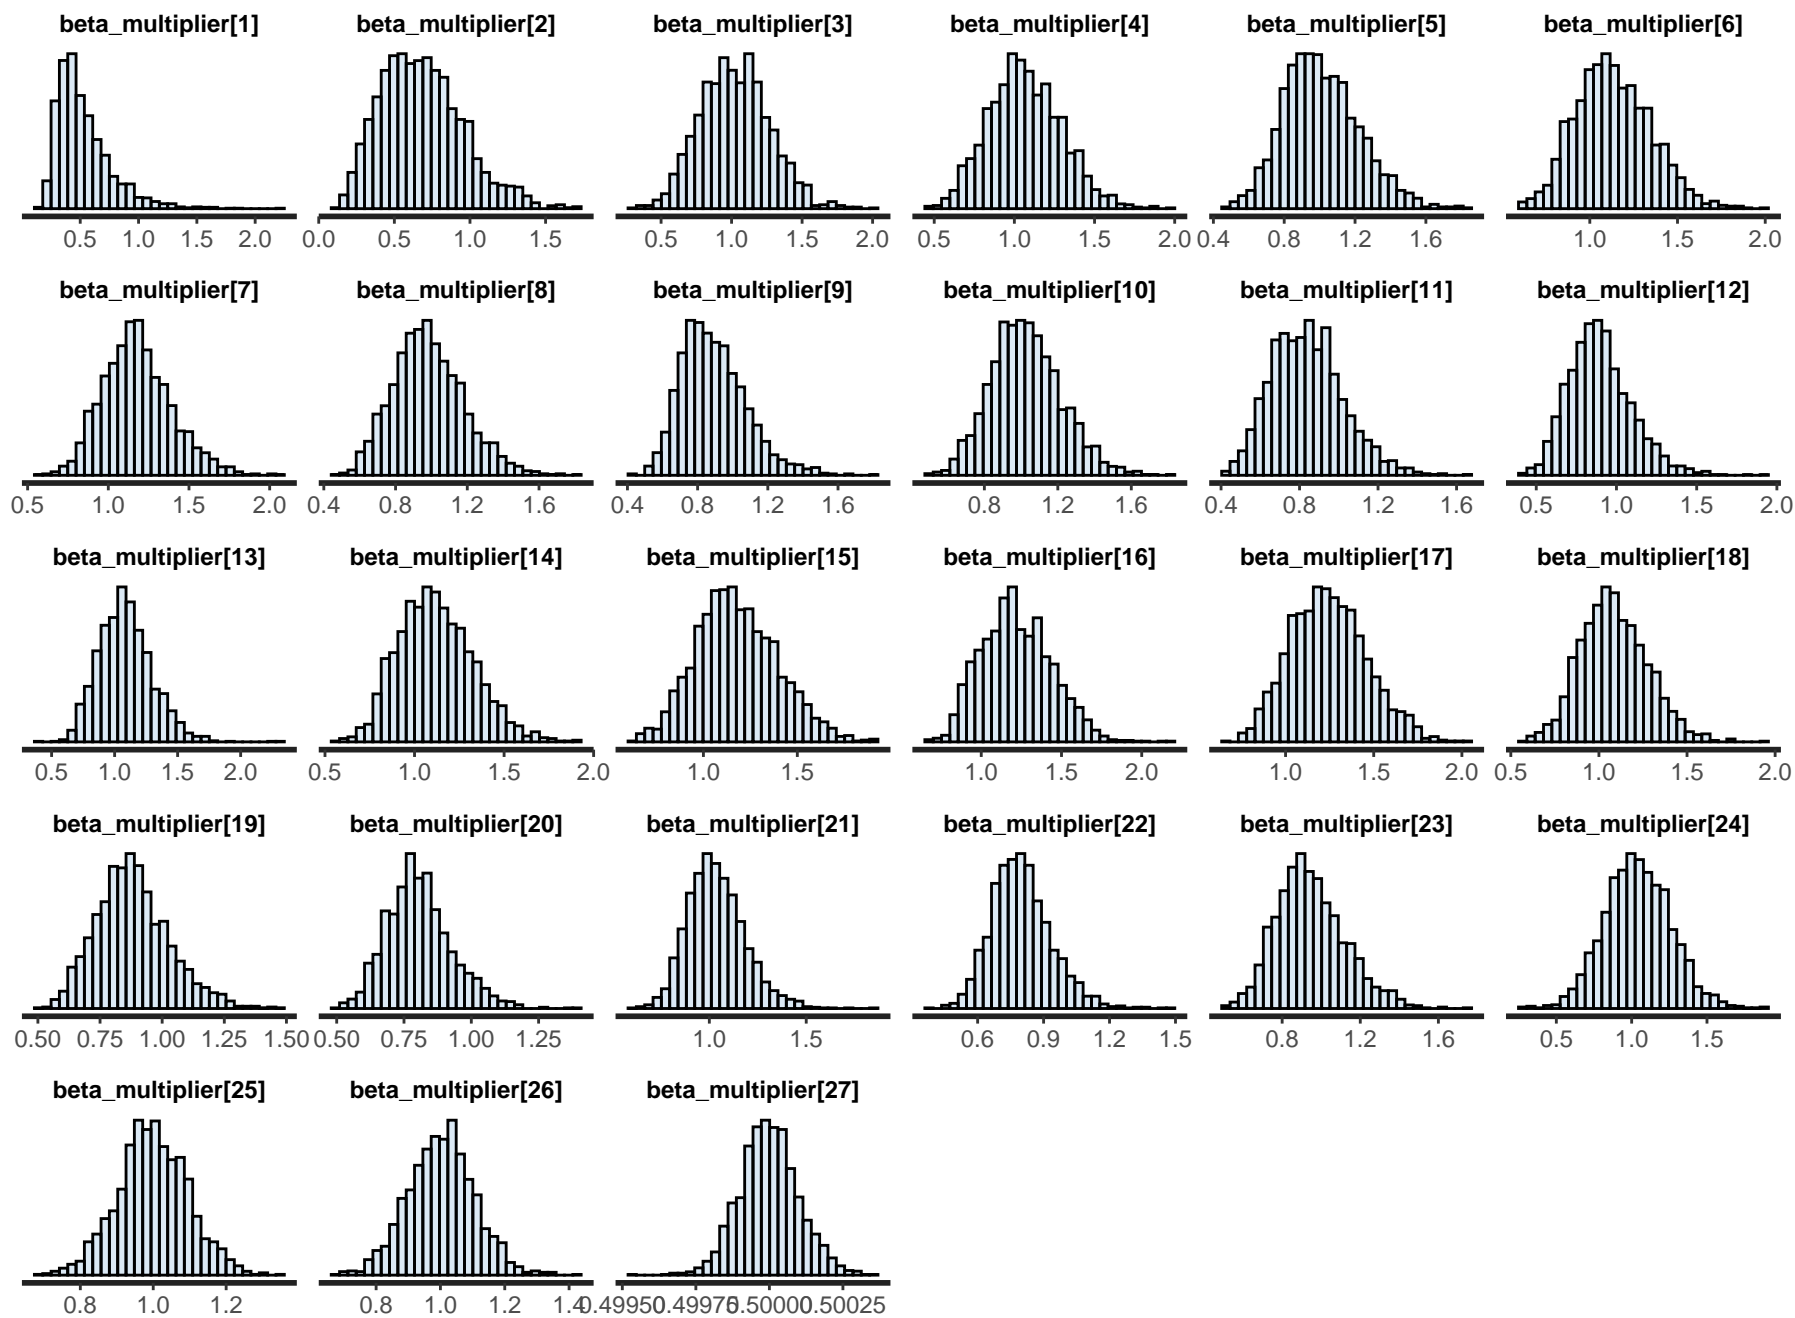 beta_multiplier[1] beta_multiplier[2] beta_multiplier[3] beta_multiplier[4] beta_multiplier[5] beta_multiplier[6]
0.5 1.0 1.5 2.0 0.0 0.5 1.0 1.5 0.5 1.0 1.5 2.0 0.5 1.0 1.5 2.0 0.4 0.8 1.2 1.6 1.0 1.5 2.0
beta_multiplier[7] beta_multiplier[8] beta_multiplier[9] beta_multiplier[10] beta_multiplier[11] beta_multiplier[12]
0.5 1.0 1.5 2.0 0.4 0.8 1.2 1.6 0.4 0.8 1.2 1.6 0.8 1.2 1.6 0.4 0.8 1.2 1.6 0.5 1.0 1.5 2.0
beta_multiplier[13] beta_multiplier[14] beta_multiplier[15] beta_multiplier[16] beta_multiplier[17] beta_multiplier[18]
0.5 1.0 1.5 2.0 0.5 1.0 1.5 2.0 1.0 1.5 1.0 1.5 2.0 1.0 1.5 2.0 0.5 1.0 1.5 2.0
beta_multiplier[19] beta_multiplier[20] beta_multiplier[21] beta_multiplier[22] beta_multiplier[23] beta_multiplier[24]
0.50 0.75 1.00 1.25 1.50 0.50 0.75 1.00 1.25 1.0 1.5 0.6 0.9 1.2 1.5 0.8 1.2 1.6 0.5 1.0 1.5
beta_multiplier[25] beta_multiplier[26] beta_multiplier[27]
0.8 1.0 1.2 0.8 1.0 1.2 1.4 0.49950 0.49975 0.50000 0.50025